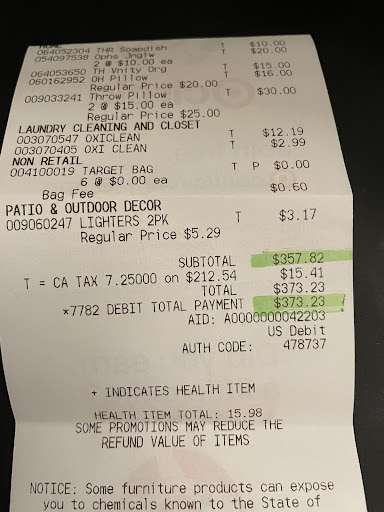 HOME
064052304 THR Soapdish T $10.00
054097538 Ophs Jnglw T $20.00
2 @ $10.00 ea
064053650 TH Vnity Org T $15.00
060162952 OH Pillow T $16.00
Regular Price $20.00
009033241 Throw Pillow T $30.00
2 @ $15.00 ea
Regular Price $25.00
LAUNDRY CLEANING AND CLOSET
003070547 OXICLEAN T $12.19
003070405 OXI CLEAN T $2.99
NON RETAIL
004100019 TARGET BAG T P $0.00
6 @ $0.00 ea
Bag Fee $0.60
PATIO & OUTDOOR DECOR
009060247 LIGHTERS 2PK T $3.17
Regular Price $5.29
SUBTOTAL $357.82
T = CA TAX 7.25000 on $212.54 $15.41
TOTAL $373.23
*7782 DEBIT TOTAL PAYMENT $373.23
AID: A0000000042203
US Debit
AUTH CODE: 478737
+ INDICATES HEALTH ITEM
HEALTH ITEM TOTAL: 15.98
SOME PROMOTIONS MAY REDUCE THE
REFUND VALUE OF ITEMS
NOTICE: Some furniture products can expose
you to chemicals known to the State of